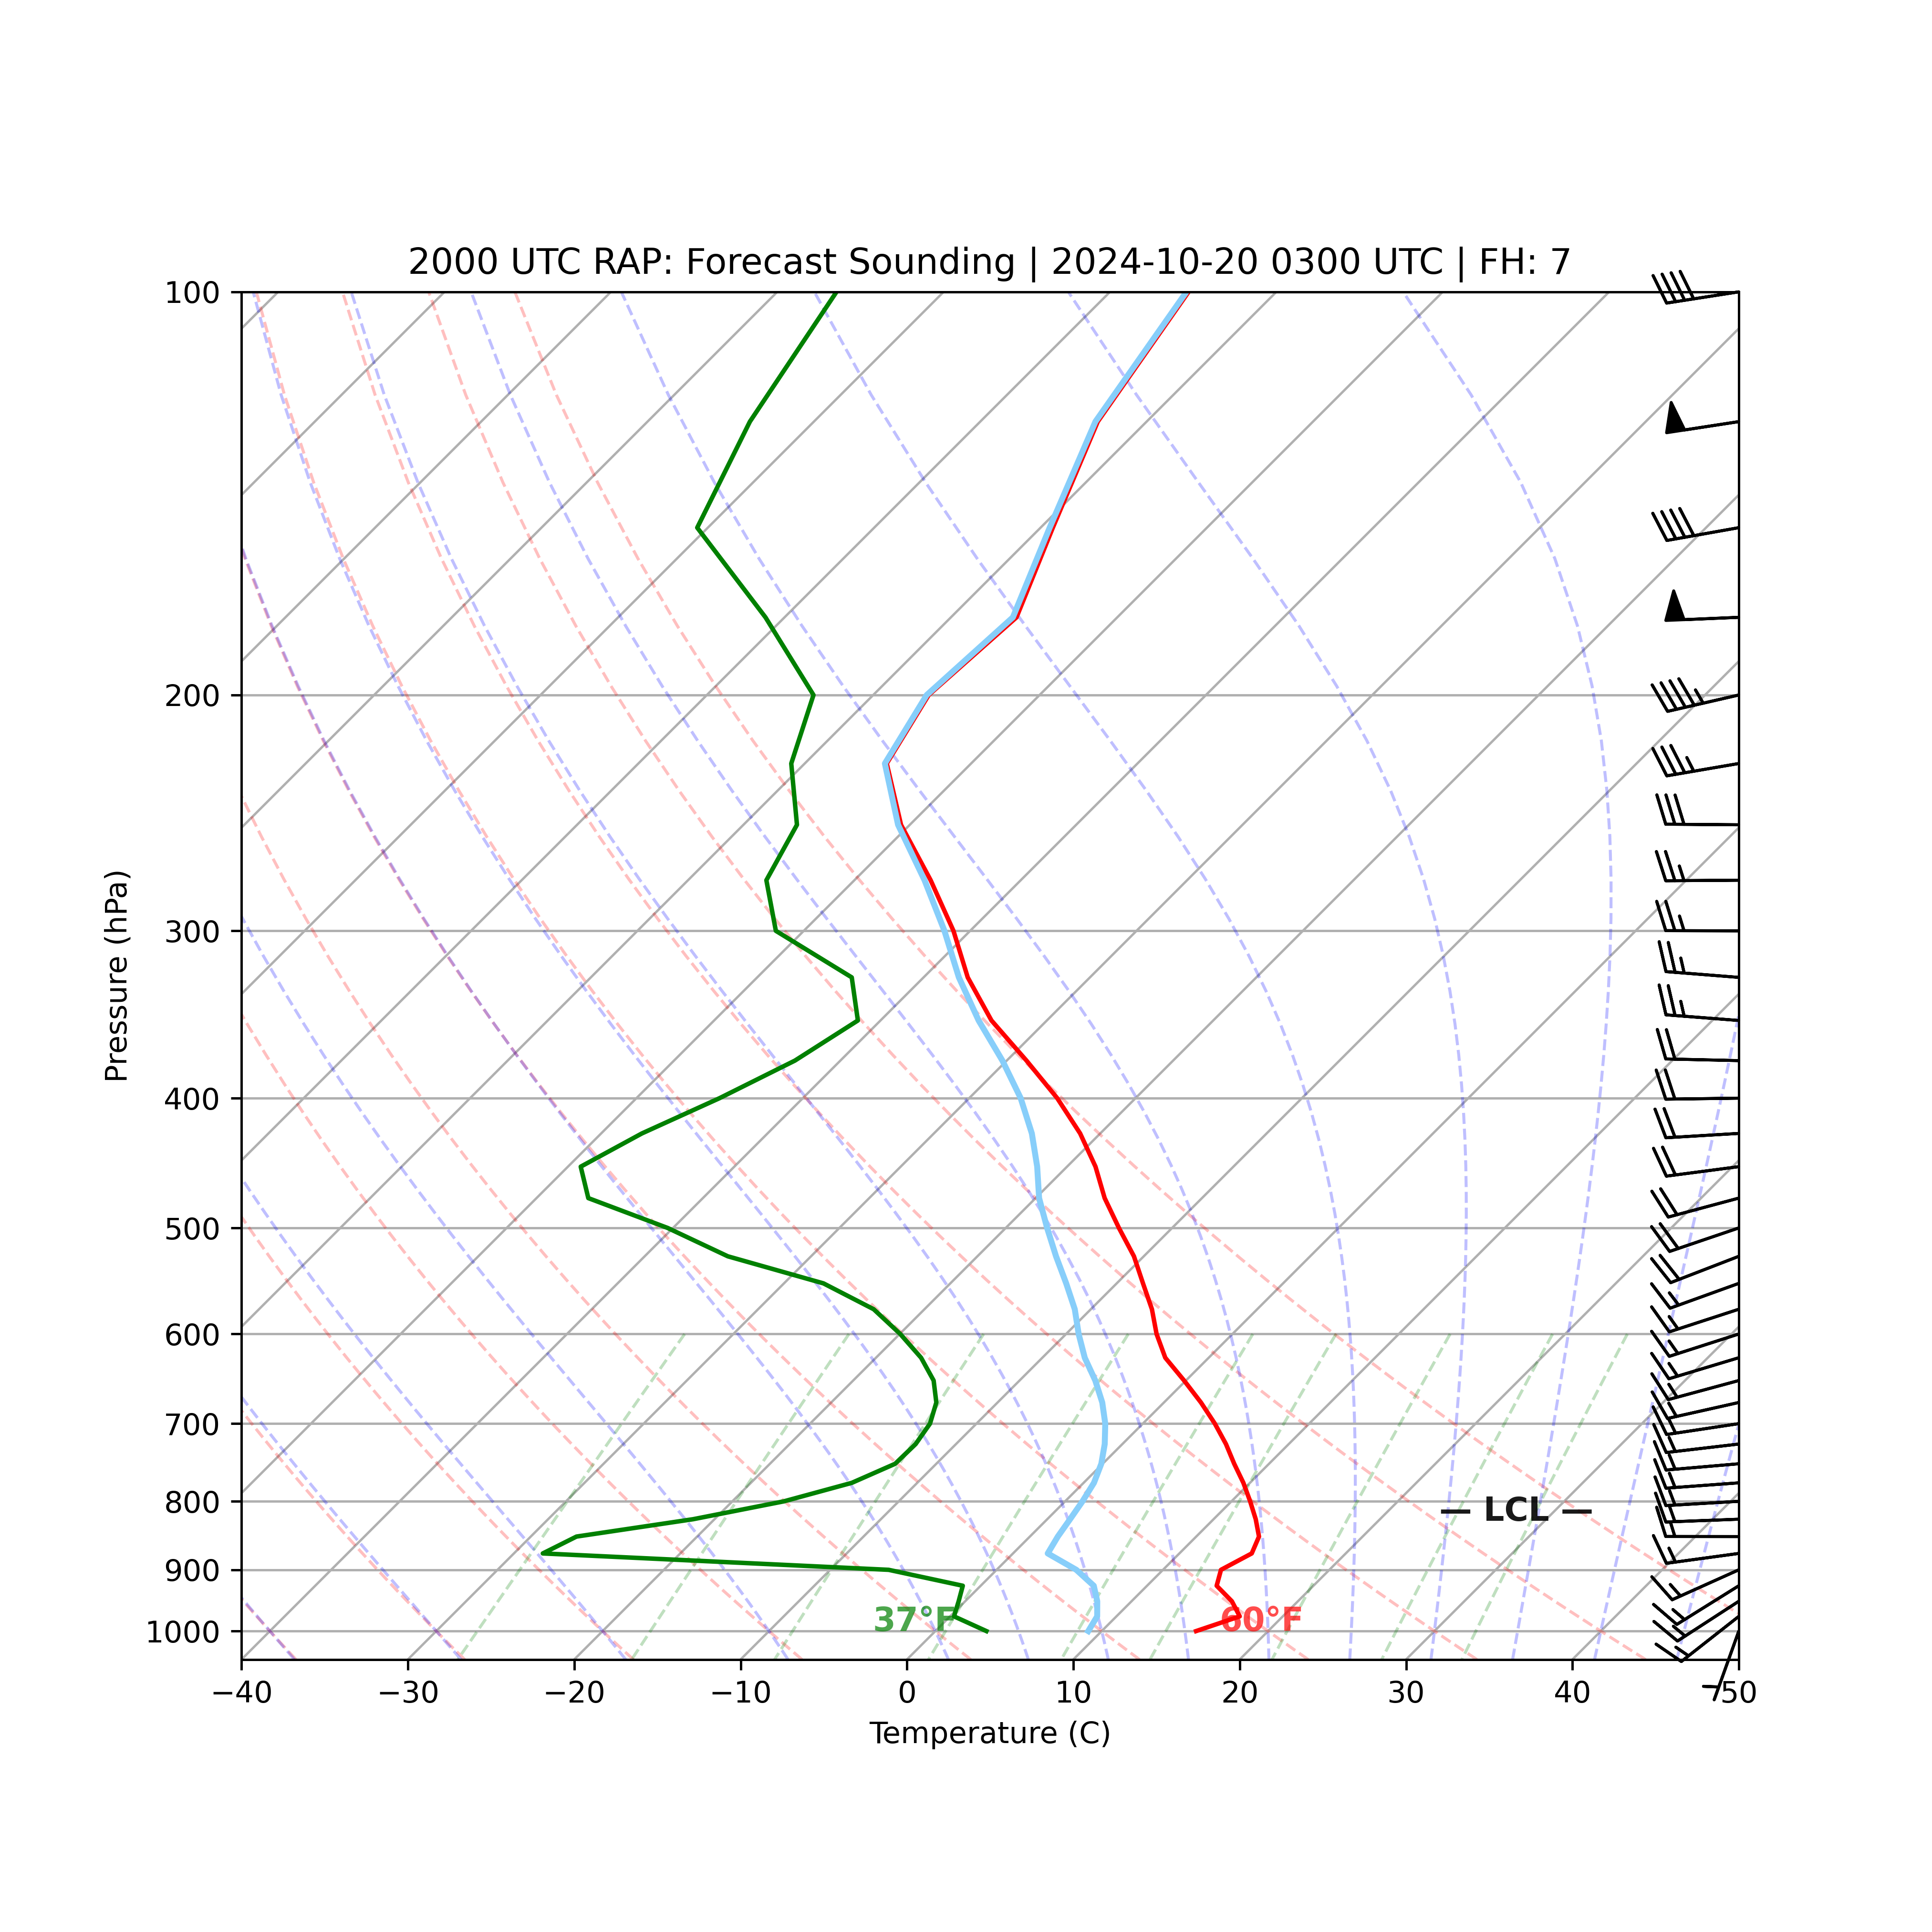 2000 UTC RAP: Forecast Sounding | 2024-10-20 0300 UTC | FH: 7
100
200
300
400
500
600
700
800
900
1000
Pressure (hPa)
— LCL —
37°F
60°F
−40 −30 −20 −10 0 10 20 30 40 50
Temperature (C)